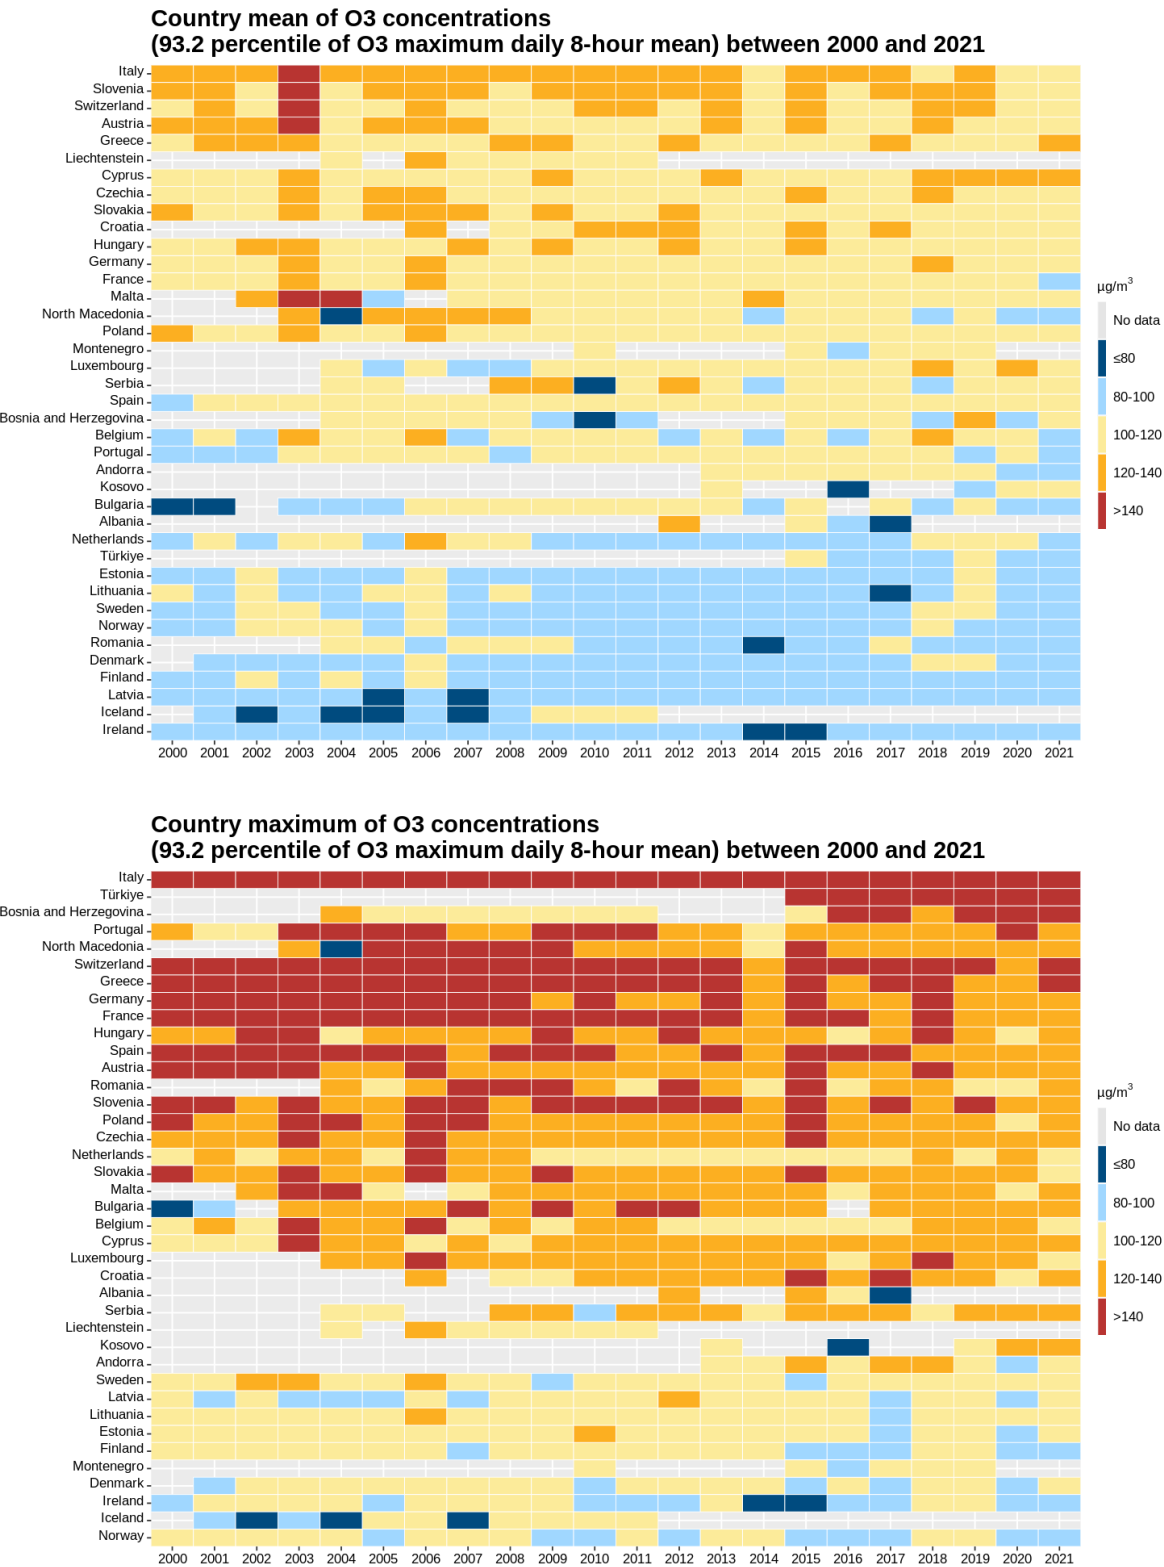 Country mean of O3 concentrations
(93.2 percentile of O3 maximum daily 8-hour mean) between 2000 and 2021
Italy
Slovenia
Switzerland
Austria
Greece
Liechtenstein
Cyprus
Czechia
Slovakia
Croatia
Hungary
Germany
France
Malta
North Macedonia
Poland
Montenegro
Luxembourg
Serbia
Spain
Bosnia and Herzegovina
Belgium
Portugal
Andorra
Kosovo
Bulgaria
Albania
Netherlands
Türkiye
Estonia
Lithuania
Sweden
Norway
Romania
Denmark
Finland
Latvia
Iceland
Ireland
2000 2001 2002 2003 2004 2005 2006 2007 2008 2009 2010 2011 2012 2013 2014 2015 2016 2017 2018 2019 2020 2021
µg/m³
No data
≤80
80-100
100-120
120-140
>140
Country maximum of O3 concentrations
(93.2 percentile of O3 maximum daily 8-hour mean) between 2000 and 2021
Italy
Türkiye
Bosnia and Herzegovina
Portugal
North Macedonia
Switzerland
Greece
Germany
France
Hungary
Spain
Austria
Romania
Slovenia
Poland
Czechia
Netherlands
Slovakia
Malta
Bulgaria
Belgium
Cyprus
Luxembourg
Croatia
Albania
Serbia
Liechtenstein
Kosovo
Andorra
Sweden
Latvia
Lithuania
Estonia
Finland
Montenegro
Denmark
Ireland
Iceland
Norway
2000 2001 2002 2003 2004 2005 2006 2007 2008 2009 2010 2011 2012 2013 2014 2015 2016 2017 2018 2019 2020 2021
µg/m³
No data
≤80
80-100
100-120
120-140
>140